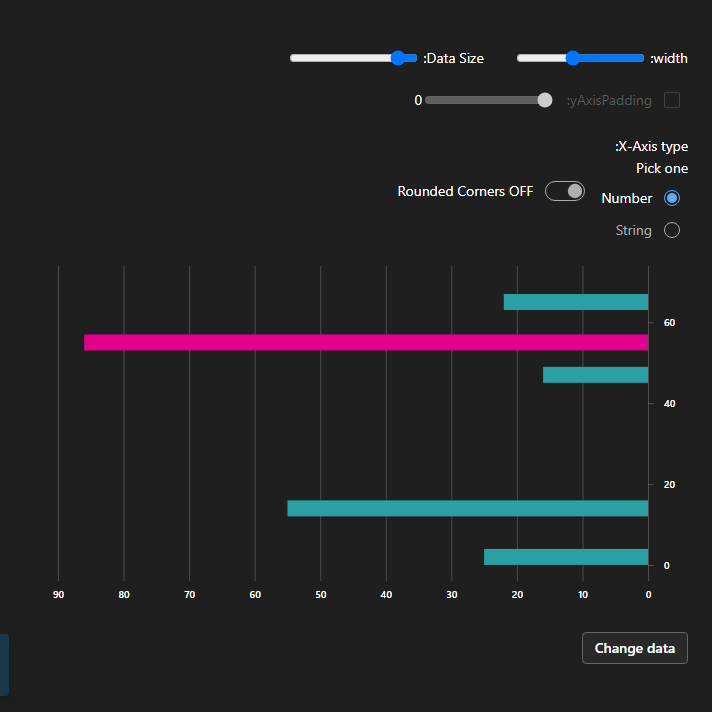 :width
:Data Size
:yAxisPadding
0
:X-Axis type
Pick one
Number
String
Rounded Corners OFF
60
40
20
0
90 80 70 60 50 40 30 20 10 0
Change data